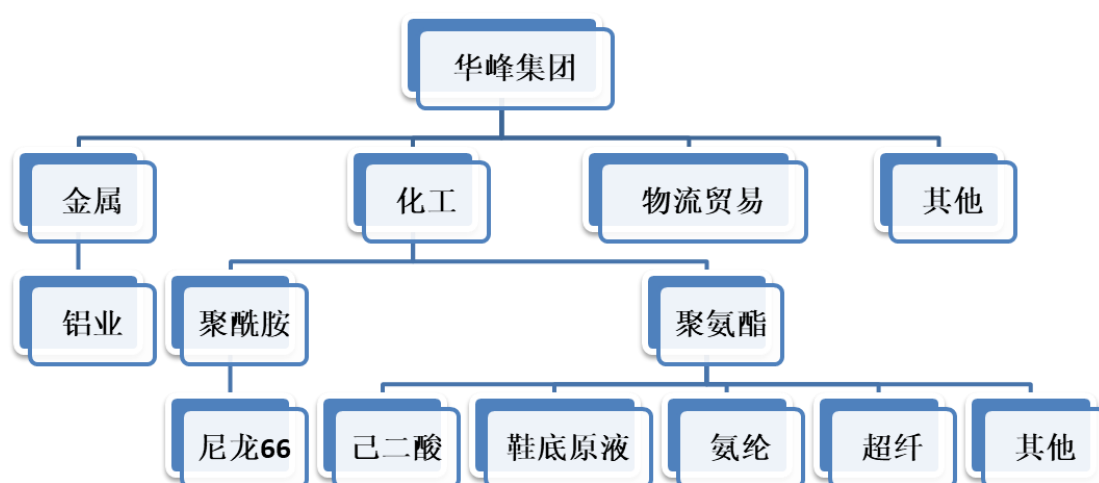 华峰集团
金属
化工
物流贸易
其他
铝业
聚酰胺
聚氨酯
尼龙66
己二酸
鞋底原液
氨纶
超纤
其他